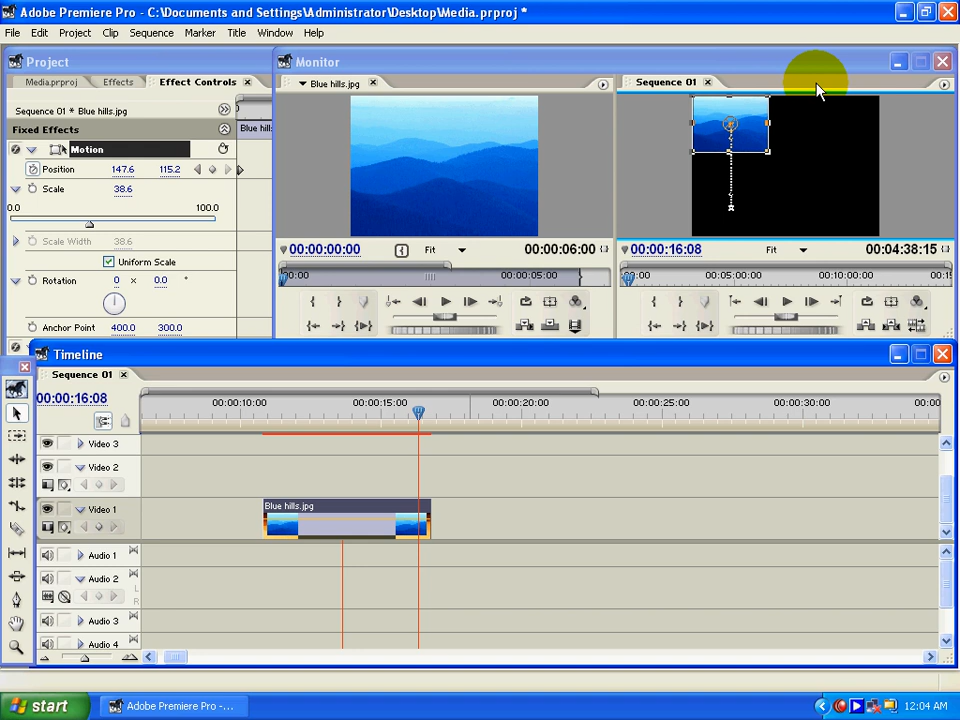 Adobe Premiere Pro - C:\Documents and Settings\Administrator\Desktop\Media.prproj *
File Edit Project Clip Sequence Marker Title Window Help
Project
Media.prproj Effects Effect Controls
Sequence 01 * Blue hills.jpg
Fixed Effects
Blue hill
Motion
Position 147.6 115.2
Scale 38.6
0.0 100.0
Scale Width 38.6
Uniform Scale
Rotation 0 × 0.0 °
Anchor Point 400.0 300.0
Monitor
Blue hills.jpg
Sequence 01
00:00:00:00 Fit 00:00:06:00
00:00 00:00:05:00
00:00:16:08 Fit 00:04:38:15
00:00 00:05:00:00 00:10:00:00 00:1
Timeline
Sequence 01
00:00:16:08
00:00:10:00 00:00:15:00 00:00:20:00 00:00:25:00 00:00:30:00 00:00
Video 3
Video 2
Video 1
Blue hills.jpg
Audio 1
Audio 2
L
R
Audio 3
Audio 4
start
Adobe Premiere Pro -...
12:04 AM